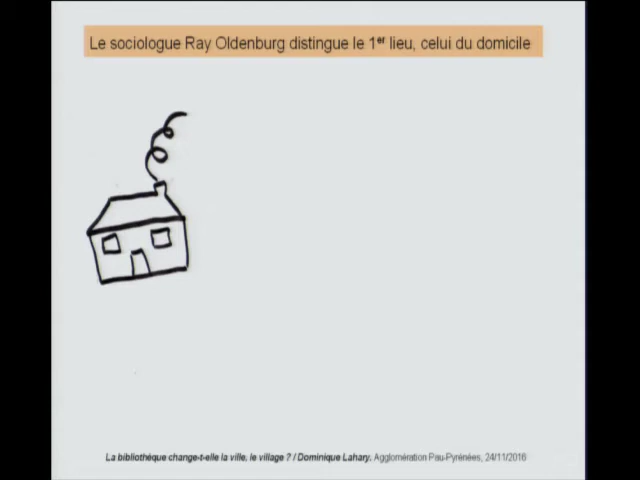 Le sociologue Ray Oldenburg distingue le 1er lieu, celui du domicile
La bibliothèque change-t-elle la ville, le village ? / Dominique Lahary. Agglomération Pau-Pyrénées, 24/11/2016